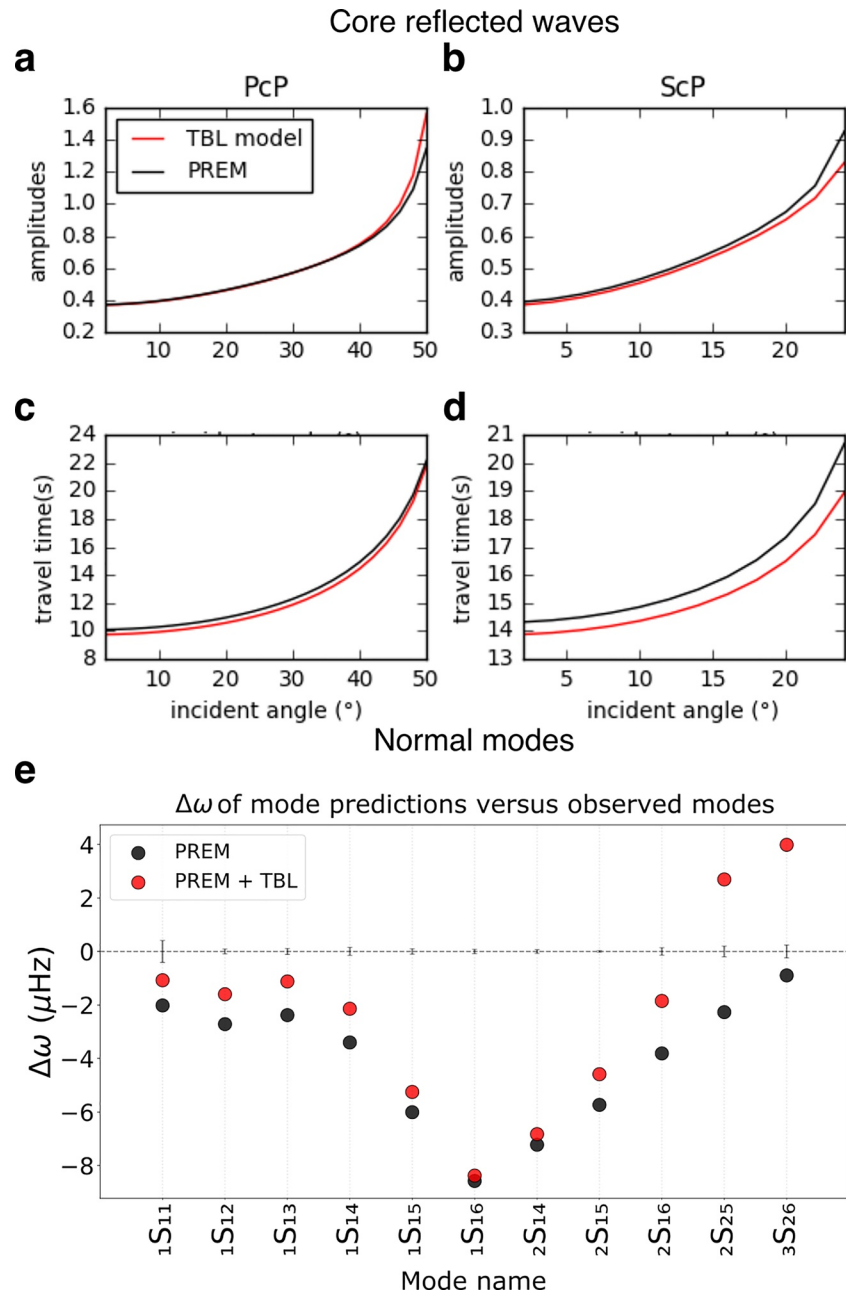 Core reflected waves
a
b
PcP
ScP
amplitudes
1.6
1.4
1.2
1.0
0.8
0.6
0.4
0.2
TBL model
PREM
10
20
30
40
50
amplitudes
1.0
0.9
0.8
0.7
0.6
0.5
0.4
0.3
5
10
15
20
c
d
travel time(s)
24
22
20
18
16
14
12
10
8
10
20
30
40
50
incident angle (°)
travel time(s)
21
20
19
18
17
16
15
14
13
5
10
15
20
incident angle (°)
Normal modes
e
Δω of mode predictions versus observed modes
PREM
PREM + TBL
Δω (μHz)
4
2
0
−2
−4
−6
−8
₁S₁₁
₁S₁₂
₁S₁₃
₁S₁₄
₁S₁₅
₁S₁₆
₂S₁₄
₂S₁₅
₂S₁₆
₂S₂₅
₃S₂₆
Mode name